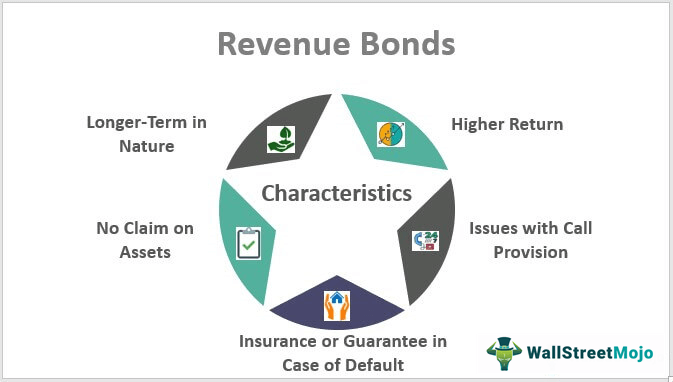 Revenue Bonds
Longer-Term in
Nature
Higher Return
Characteristics
No Claim on
Assets
Issues with Call
Provision
24
Insurance or Guarantee in
Case of Default
WallStreetMojo